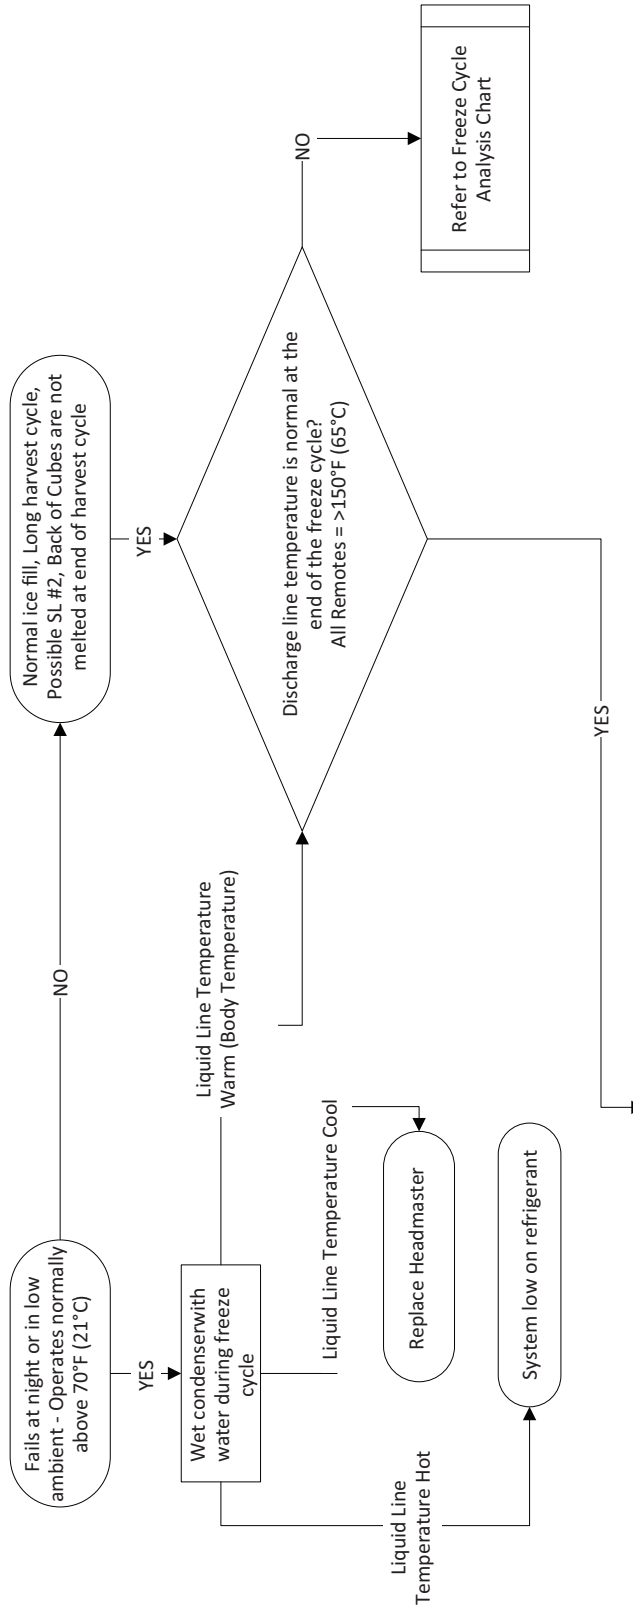 Fails at night or in low
ambient - Operates normally
above 70°F (21°C)
NO
Normal ice fill, Long harvest cycle,
Possible SL #2, Back of Cubes are not
melted at end of harvest cycle
YES
YES
Wet condenserwith
water during freeze
cycle
Liquid Line Temperature
Warm (Body Temperature)
Discharge line temperature is normal at the
end of the freeze cycle?
All Remotes = >150°F (65°C)
NO
Liquid Line Temperature Cool
Replace Headmaster
Refer to Freeze Cycle
Analysis Chart
Liquid Line
Temperature Hot
System low on refrigerant
YES